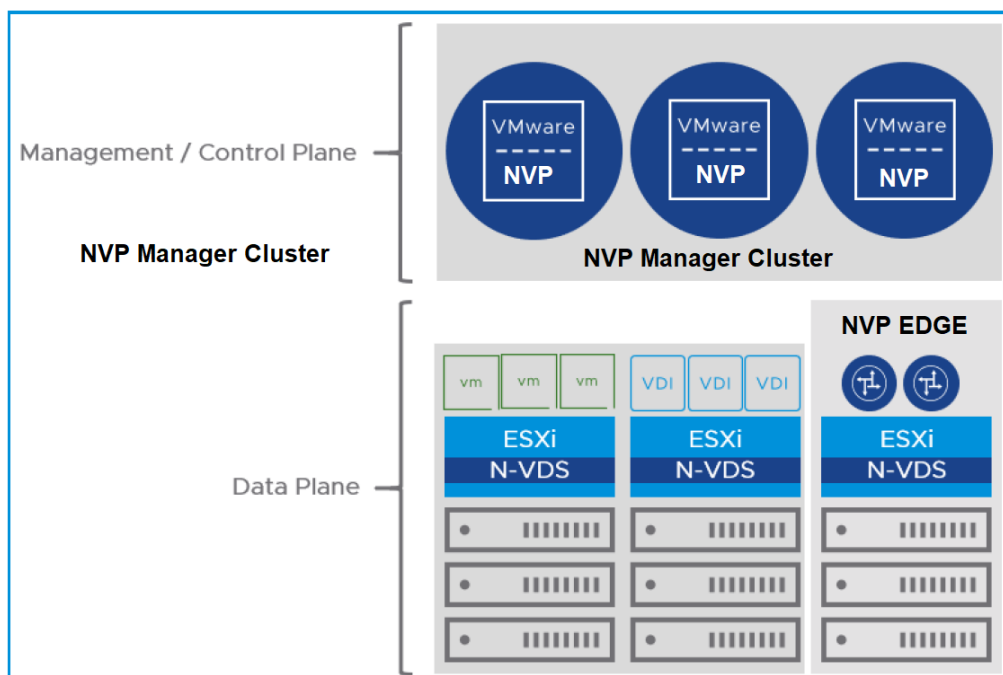 Management / Control Plane
NVP Manager Cluster
VMware
NVP
VMware
NVP
VMware
NVP
NVP Manager Cluster
Data Plane
NVP EDGE
vm vm vm
VDI VDI VDI
ESXi
N-VDS
ESXi
N-VDS
ESXi
N-VDS